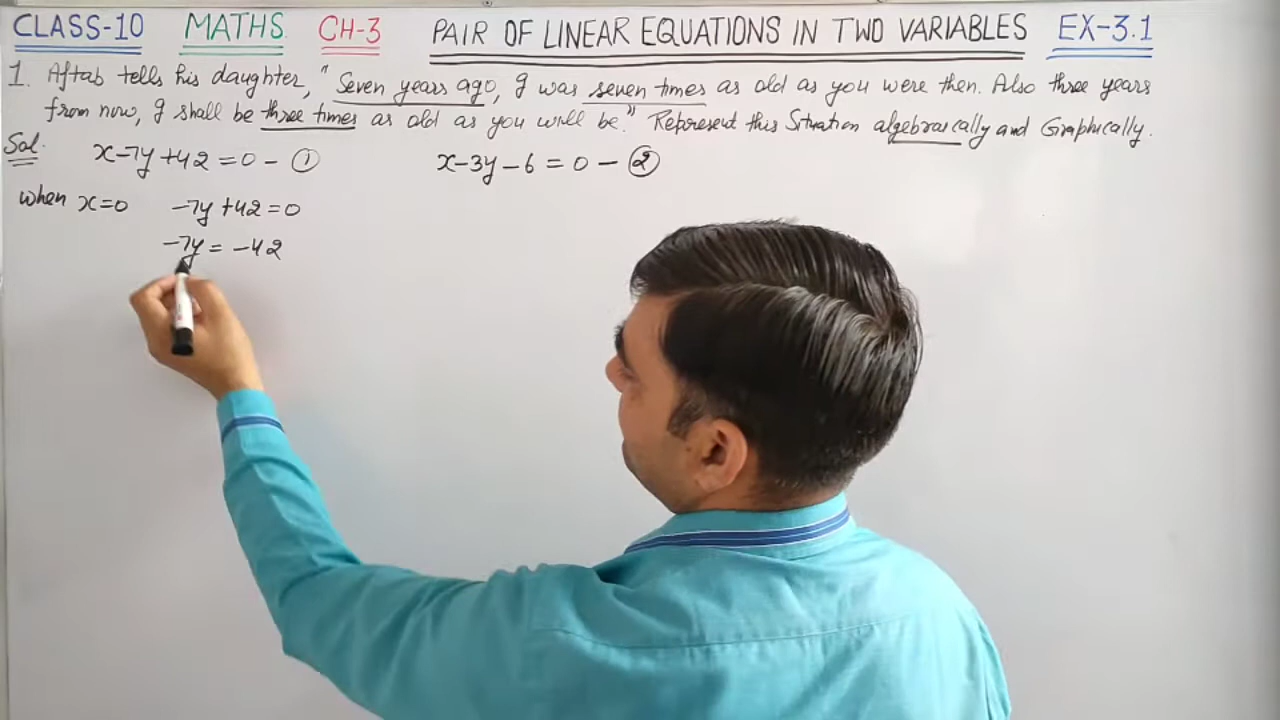 CLASS-10 MATHS CH-3 PAIR OF LINEAR EQUATIONS IN TWO VARIABLES EX-3.1
1. Aftab tells his daughter, "Seven years ago, I was seven times as old as you were then. Also three years
from now, I shall be three times as old as you will be." Represent this Situation algebraically and Graphically.
Sol. x-7y+42=0 - ① x-3y-6=0 - ②
when x=0 -7y+42=0
-7y = -42